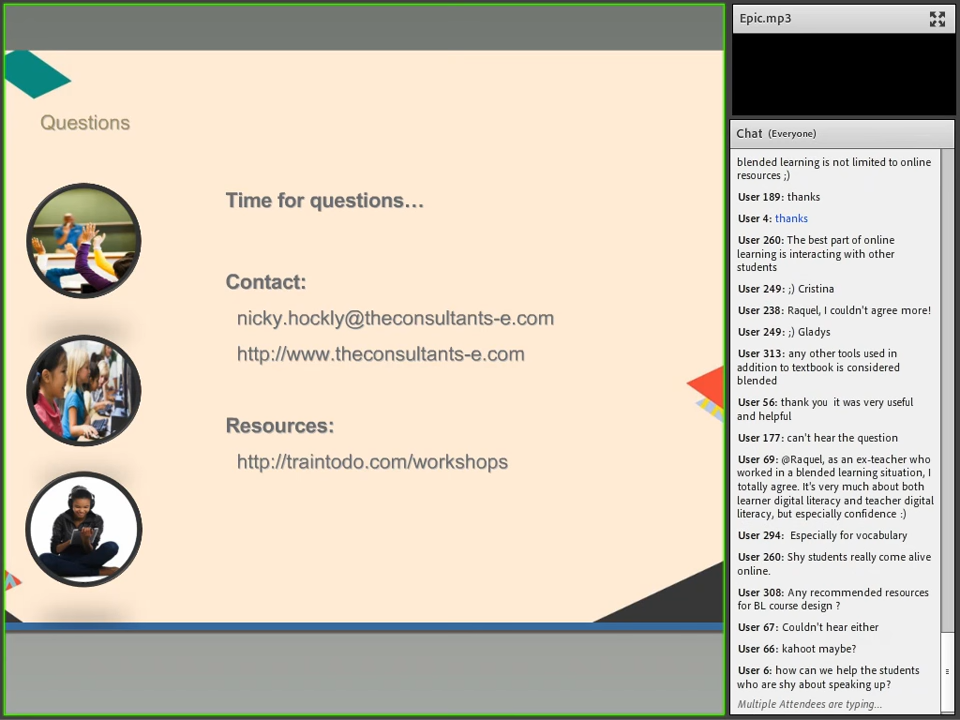 Questions
Time for questions…
Contact:
nicky.hockly@theconsultants-e.com
http://www.theconsultants-e.com
Resources:
http://traintodo.com/workshops
Epic.mp3
Chat (Everyone)
blended learning is not limited to online
resources ;)
User 189: thanks
User 4: thanks
User 260: The best part of online
learning is interacting with other
students
User 249: ;) Cristina
User 238: Raquel, I couldn't agree more!
User 249: ;) Gladys
User 313: any other tools used in
addition to textbook is considered
blended
User 56: thank you it was very useful
and helpful
User 177: can't hear the question
User 69: @Raquel, as an ex-teacher who
worked in a blended learning situation, I
totally agree. It's very much about both
learner digital literacy and teacher digital
literacy, but especially confidence :)
User 294: Especially for vocabulary
User 260: Shy students really come alive
online.
User 308: Any recommended resources
for BL course design ?
User 67: Couldn't hear either
User 66: kahoot maybe?
User 6: how can we help the students
who are shy about speaking up?
Multiple Attendees are typing...